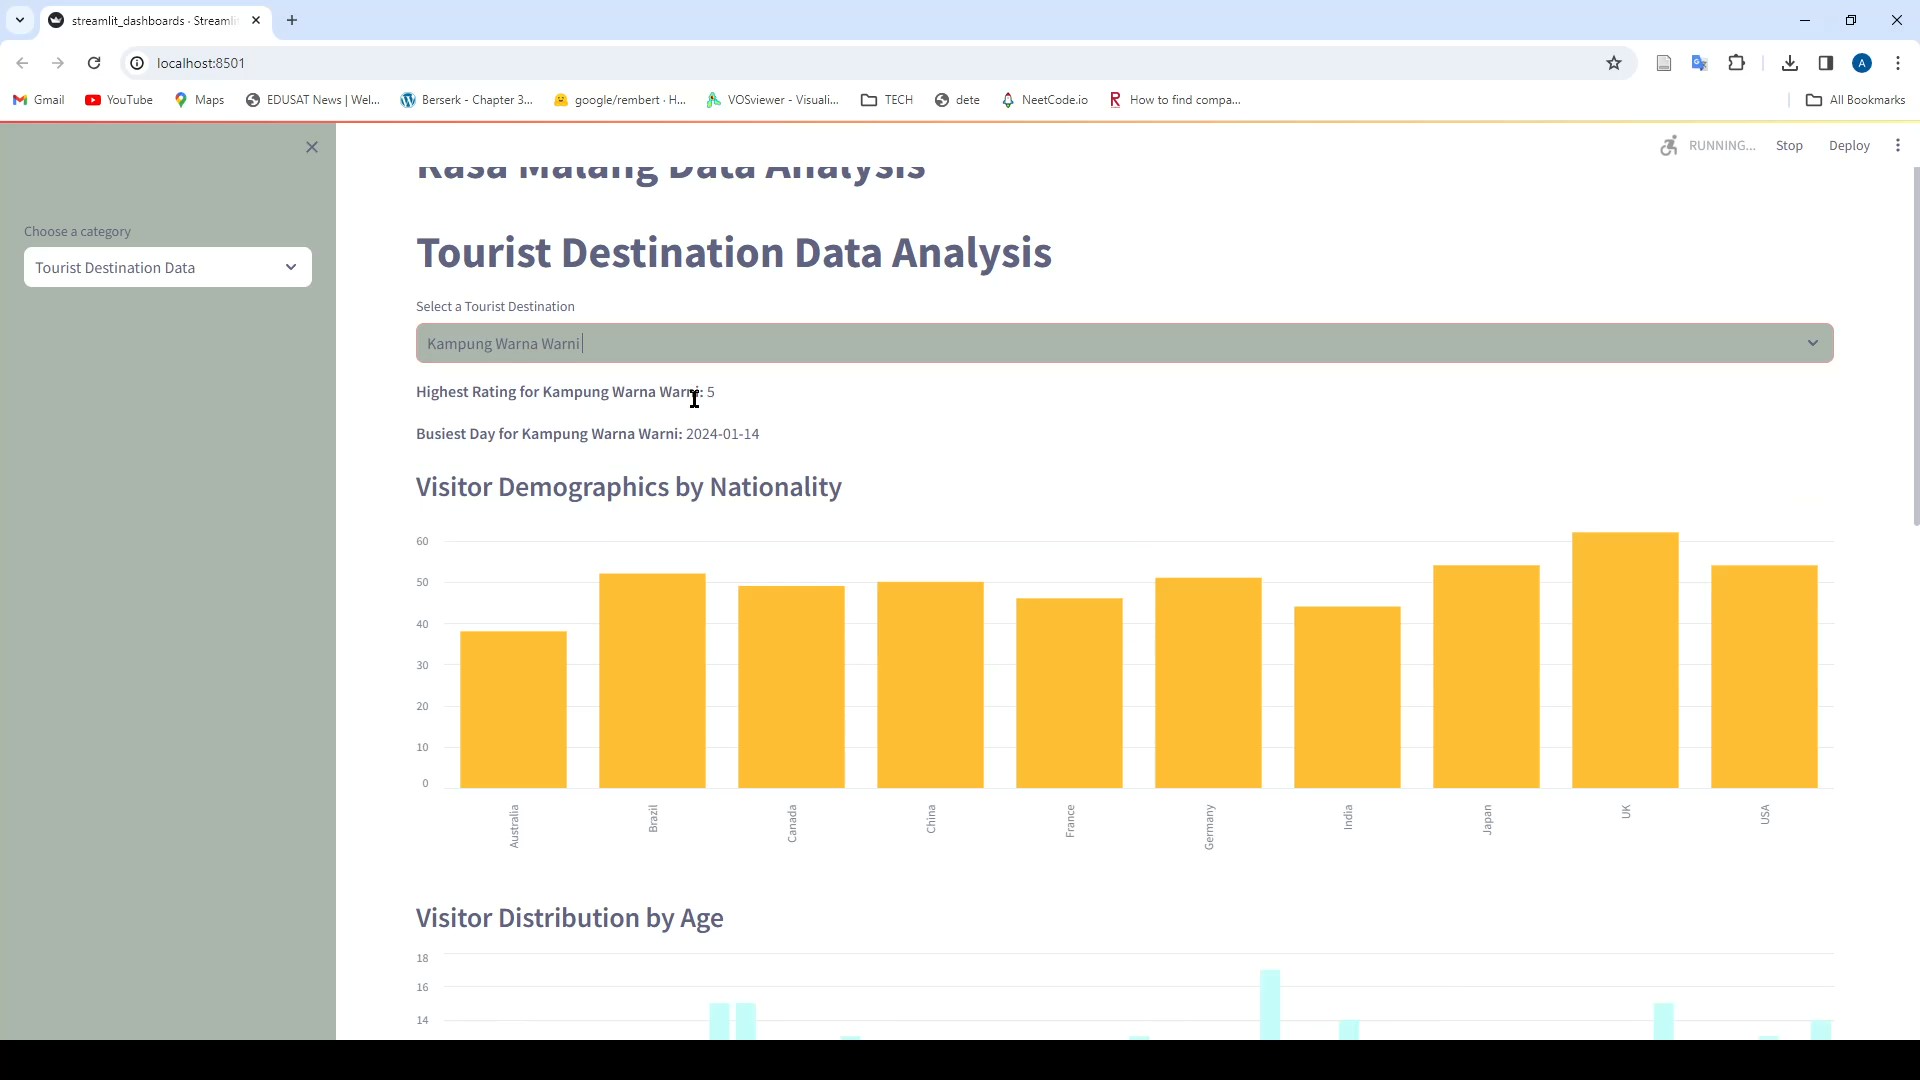 streamlit_dashboards · Streamli
localhost:8501
Gmail
YouTube
Maps
EDUSAT News | Wel...
Berserk - Chapter 3...
google/rembert · H...
VOSviewer - Visuali...
TECH
dete
NeetCode.io
How to find compa...
All Bookmarks
A
RUNNING...
Stop
Deploy
Choose a category
Tourist Destination Data
Rasa Malang Data Analysis
Tourist Destination Data Analysis
Select a Tourist Destination
Kampung Warna Warni
Highest Rating for Kampung Warna Warni: 5
Busiest Day for Kampung Warna Warni: 2024-01-14
Visitor Demographics by Nationality
60
50
40
30
20
10
0
Australia
Brazil
Canada
China
France
Germany
India
Japan
UK
USA
Visitor Distribution by Age
18
16
14